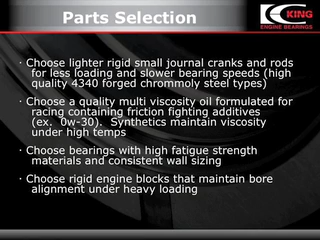 Parts Selection
KING
ENGINE BEARINGS
· Choose lighter rigid small journal cranks and rods
for less loading and slower bearing speeds (high
quality 4340 forged chrommoly steel types)
· Choose a quality multi viscosity oil formulated for
racing containing friction fighting additives
(ex. 0w-30). Synthetics maintain viscosity
under high temps
· Choose bearings with high fatigue strength
materials and consistent wall sizing
· Choose rigid engine blocks that maintain bore
alignment under heavy loading